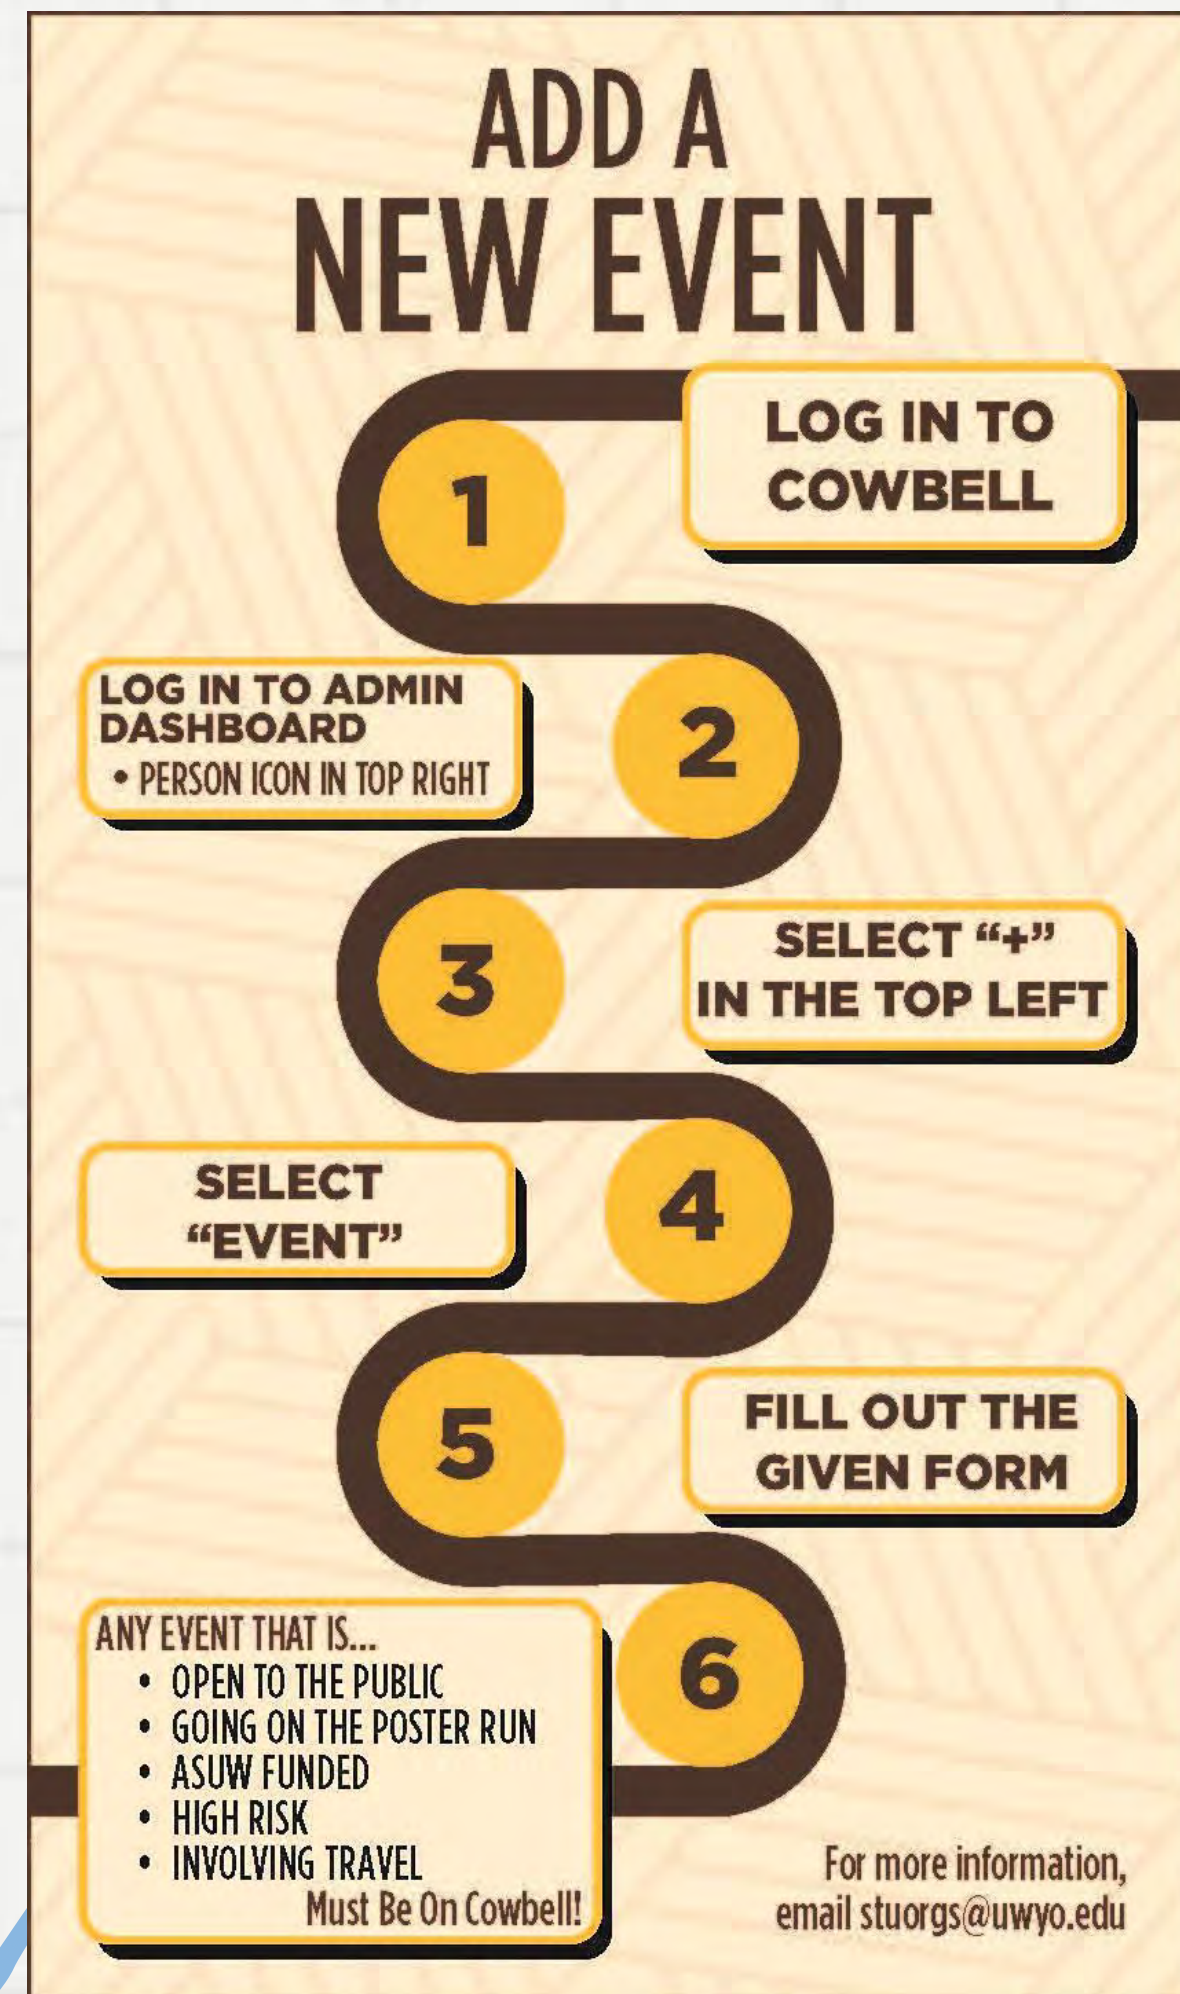 ADD A
NEW EVENT
1
LOG IN TO
COWBELL
LOG IN TO ADMIN
DASHBOARD
• PERSON ICON IN TOP RIGHT
2
3
SELECT “+”
IN THE TOP LEFT
SELECT
“EVENT”
4
5
FILL OUT THE
GIVEN FORM
ANY EVENT THAT IS...
• OPEN TO THE PUBLIC
• GOING ON THE POSTER RUN
• ASUW FUNDED
• HIGH RISK
• INVOLVING TRAVEL
Must Be On Cowbell!
6
For more information,
email stuorgs@uwyo.edu